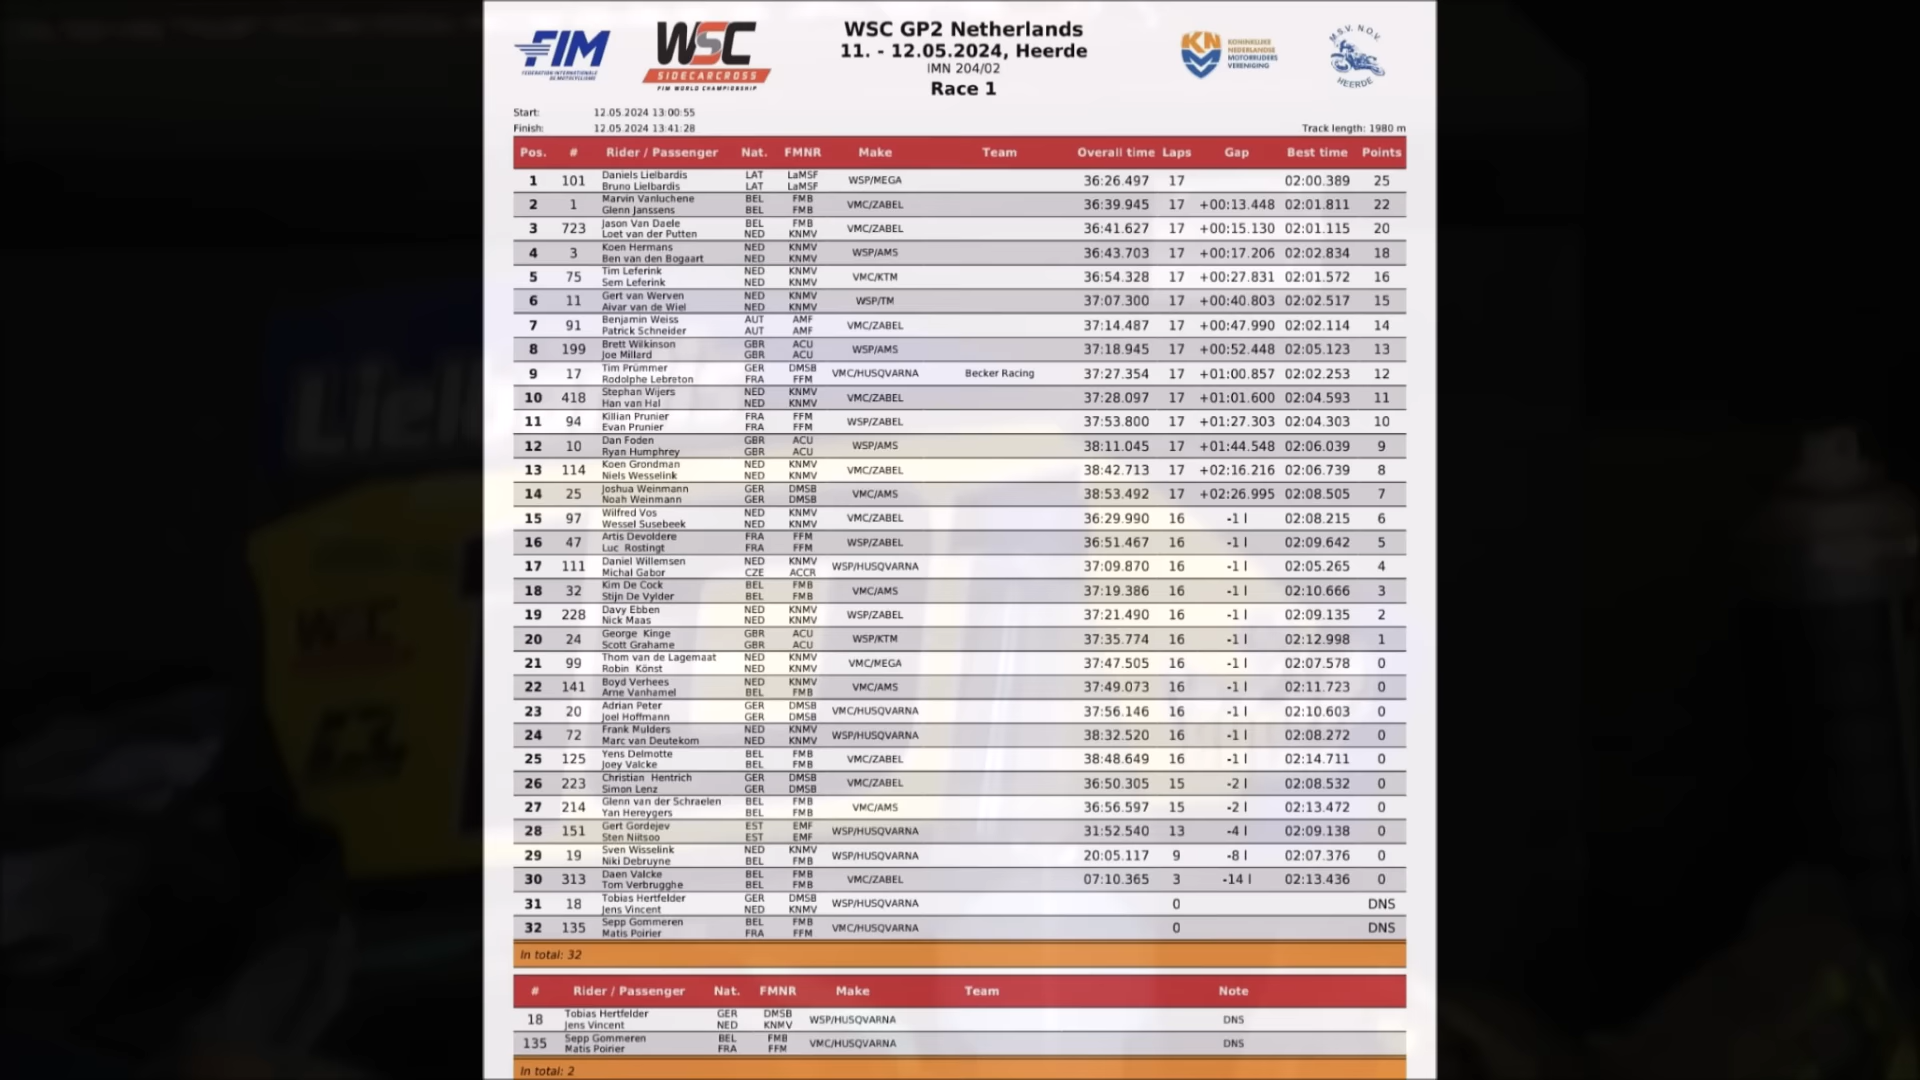 FIM
FEDERATION INTERNATIONALE
DE MOTOCYCLISME
WSC
SIDECARCROSS
FIM WORLD CHAMPIONSHIP
WSC GP2 Netherlands
11. - 12.05.2024, Heerde
IMN 204/02
Race 1
KN
KONINKLIJKE
NEDERLANDSE
MOTORRIJDERS
VERENIGING
M.S.V. N.O.V.
HEERDE
Start: 12.05.2024 13:00:55
Finish: 12.05.2024 13:41:28 Track length: 1980 m
Pos. # Rider / Passenger Nat. FMNR Make Team Overall time Laps Gap Best time Points
1 101 Daniels Lielbardis LAT LaMSF WSP/MEGA 36:26.497 17 02:00.389 25
Bruno Lielbardis LAT LaMSF
2 1 Marvin Vanluchene BEL FMB VMC/ZABEL 36:39.945 17 +00:13.448 02:01.811 22
Glenn Janssens BEL FMB
3 723 Jason Van Daele BEL FMB VMC/ZABEL 36:41.627 17 +00:15.130 02:01.115 20
Loet van der Putten NED KNMV
4 3 Koen Hermans NED KNMV WSP/AMS 36:43.703 17 +00:17.206 02:02.834 18
Ben van den Bogaart NED KNMV
5 75 Tim Leferink NED KNMV VMC/KTM 36:54.328 17 +00:27.831 02:01.572 16
Sem Leferink NED KNMV
6 11 Gert van Werven NED KNMV WSP/TM 37:07.300 17 +00:40.803 02:02.517 15
Aivar van de Wiel NED KNMV
7 91 Benjamin Weiss AUT AMF VMC/ZABEL 37:14.487 17 +00:47.990 02:02.114 14
Patrick Schneider AUT AMF
8 199 Brett Wilkinson GBR ACU WSP/AMS 37:18.945 17 +00:52.448 02:05.123 13
Joe Millard GBR ACU
9 17 Tim Prümmer GER DMSB VMC/HUSQVARNA Becker Racing 37:27.354 17 +01:00.857 02:02.253 12
Rodolphe Lebreton FRA FFM
10 418 Stephan Wijers NED KNMV VMC/ZABEL 37:28.097 17 +01:01.600 02:04.593 11
Han van Hal NED KNMV
11 94 Killian Prunier FRA FFM WSP/ZABEL 37:53.800 17 +01:27.303 02:04.303 10
Evan Prunier FRA FFM
12 10 Dan Foden GBR ACU WSP/AMS 38:11.045 17 +01:44.548 02:06.039 9
Ryan Humphrey GBR ACU
13 114 Koen Grondman NED KNMV VMC/ZABEL 38:42.713 17 +02:16.216 02:06.739 8
Niels Wesselink NED KNMV
14 25 Joshua Weinmann GER DMSB VMC/AMS 38:53.492 17 +02:26.995 02:08.505 7
Noah Weinmann GER DMSB
15 97 Wilfred Vos NED KNMV VMC/ZABEL 36:29.990 16 -1 l 02:08.215 6
Wessel Susebeek NED KNMV
16 47 Artis Devoldere FRA FFM WSP/ZABEL 36:51.467 16 -1 l 02:09.642 5
Luc Rostingt FRA FFM
17 111 Daniel Willemsen NED KNMV WSP/HUSQVARNA 37:09.870 16 -1 l 02:05.265 4
Michal Gabor CZE ACCR
18 32 Kim De Cock BEL FMB VMC/AMS 37:19.386 16 -1 l 02:10.666 3
Stijn De Vylder BEL FMB
19 228 Davy Ebben NED KNMV WSP/ZABEL 37:21.490 16 -1 l 02:09.135 2
Nick Maas NED KNMV
20 24 George Kinge GBR ACU WSP/KTM 37:35.774 16 -1 l 02:12.998 1
Scott Grahame GBR ACU
21 99 Thom van de Lagemaat NED KNMV VMC/MEGA 37:47.505 16 -1 l 02:07.578 0
Robin Könst NED KNMV
22 141 Boyd Verhees NED KNMV VMC/AMS 37:49.073 16 -1 l 02:11.723 0
Arne Vanhamel BEL FMB
23 20 Adrian Peter GER DMSB VMC/HUSQVARNA 37:56.146 16 -1 l 02:10.603 0
Joel Hoffmann GER DMSB
24 72 Frank Mulders NED KNMV WSP/HUSQVARNA 38:32.520 16 -1 l 02:08.272 0
Marc van Deutekom NED KNMV
25 125 Yens Delmotte BEL FMB VMC/ZABEL 38:48.649 16 -1 l 02:14.711 0
Joey Valcke BEL FMB
26 223 Christian Hentrich GER DMSB VMC/ZABEL 36:50.305 15 -2 l 02:08.532 0
Simon Lenz GER DMSB
27 214 Glenn van der Schraelen BEL FMB VMC/AMS 36:56.597 15 -2 l 02:13.472 0
Yan Hereygers BEL FMB
28 151 Gert Gordejev EST EMF WSP/HUSQVARNA 31:52.540 13 -4 l 02:09.138 0
Sten Niitsoo EST EMF
29 19 Sven Wisselink NED KNMV WSP/HUSQVARNA 20:05.117 9 -8 l 02:07.376 0
Niki Debruyne BEL FMB
30 313 Daen Valcke BEL FMB VMC/ZABEL 07:10.365 3 -14 l 02:13.436 0
Tom Verbrugghe BEL FMB
31 18 Tobias Hertfelder GER DMSB WSP/HUSQVARNA 0 DNS
Jens Vincent NED KNMV
32 135 Sepp Gommeren BEL FMB VMC/HUSQVARNA 0 DNS
Matis Poirier FRA FFM
In total: 32
# Rider / Passenger Nat. FMNR Make Team Note
18 Tobias Hertfelder GER DMSB WSP/HUSQVARNA DNS
Jens Vincent NED KNMV
135 Sepp Gommeren BEL FMB VMC/HUSQVARNA DNS
Matis Poirier FRA FFM
In total: 2